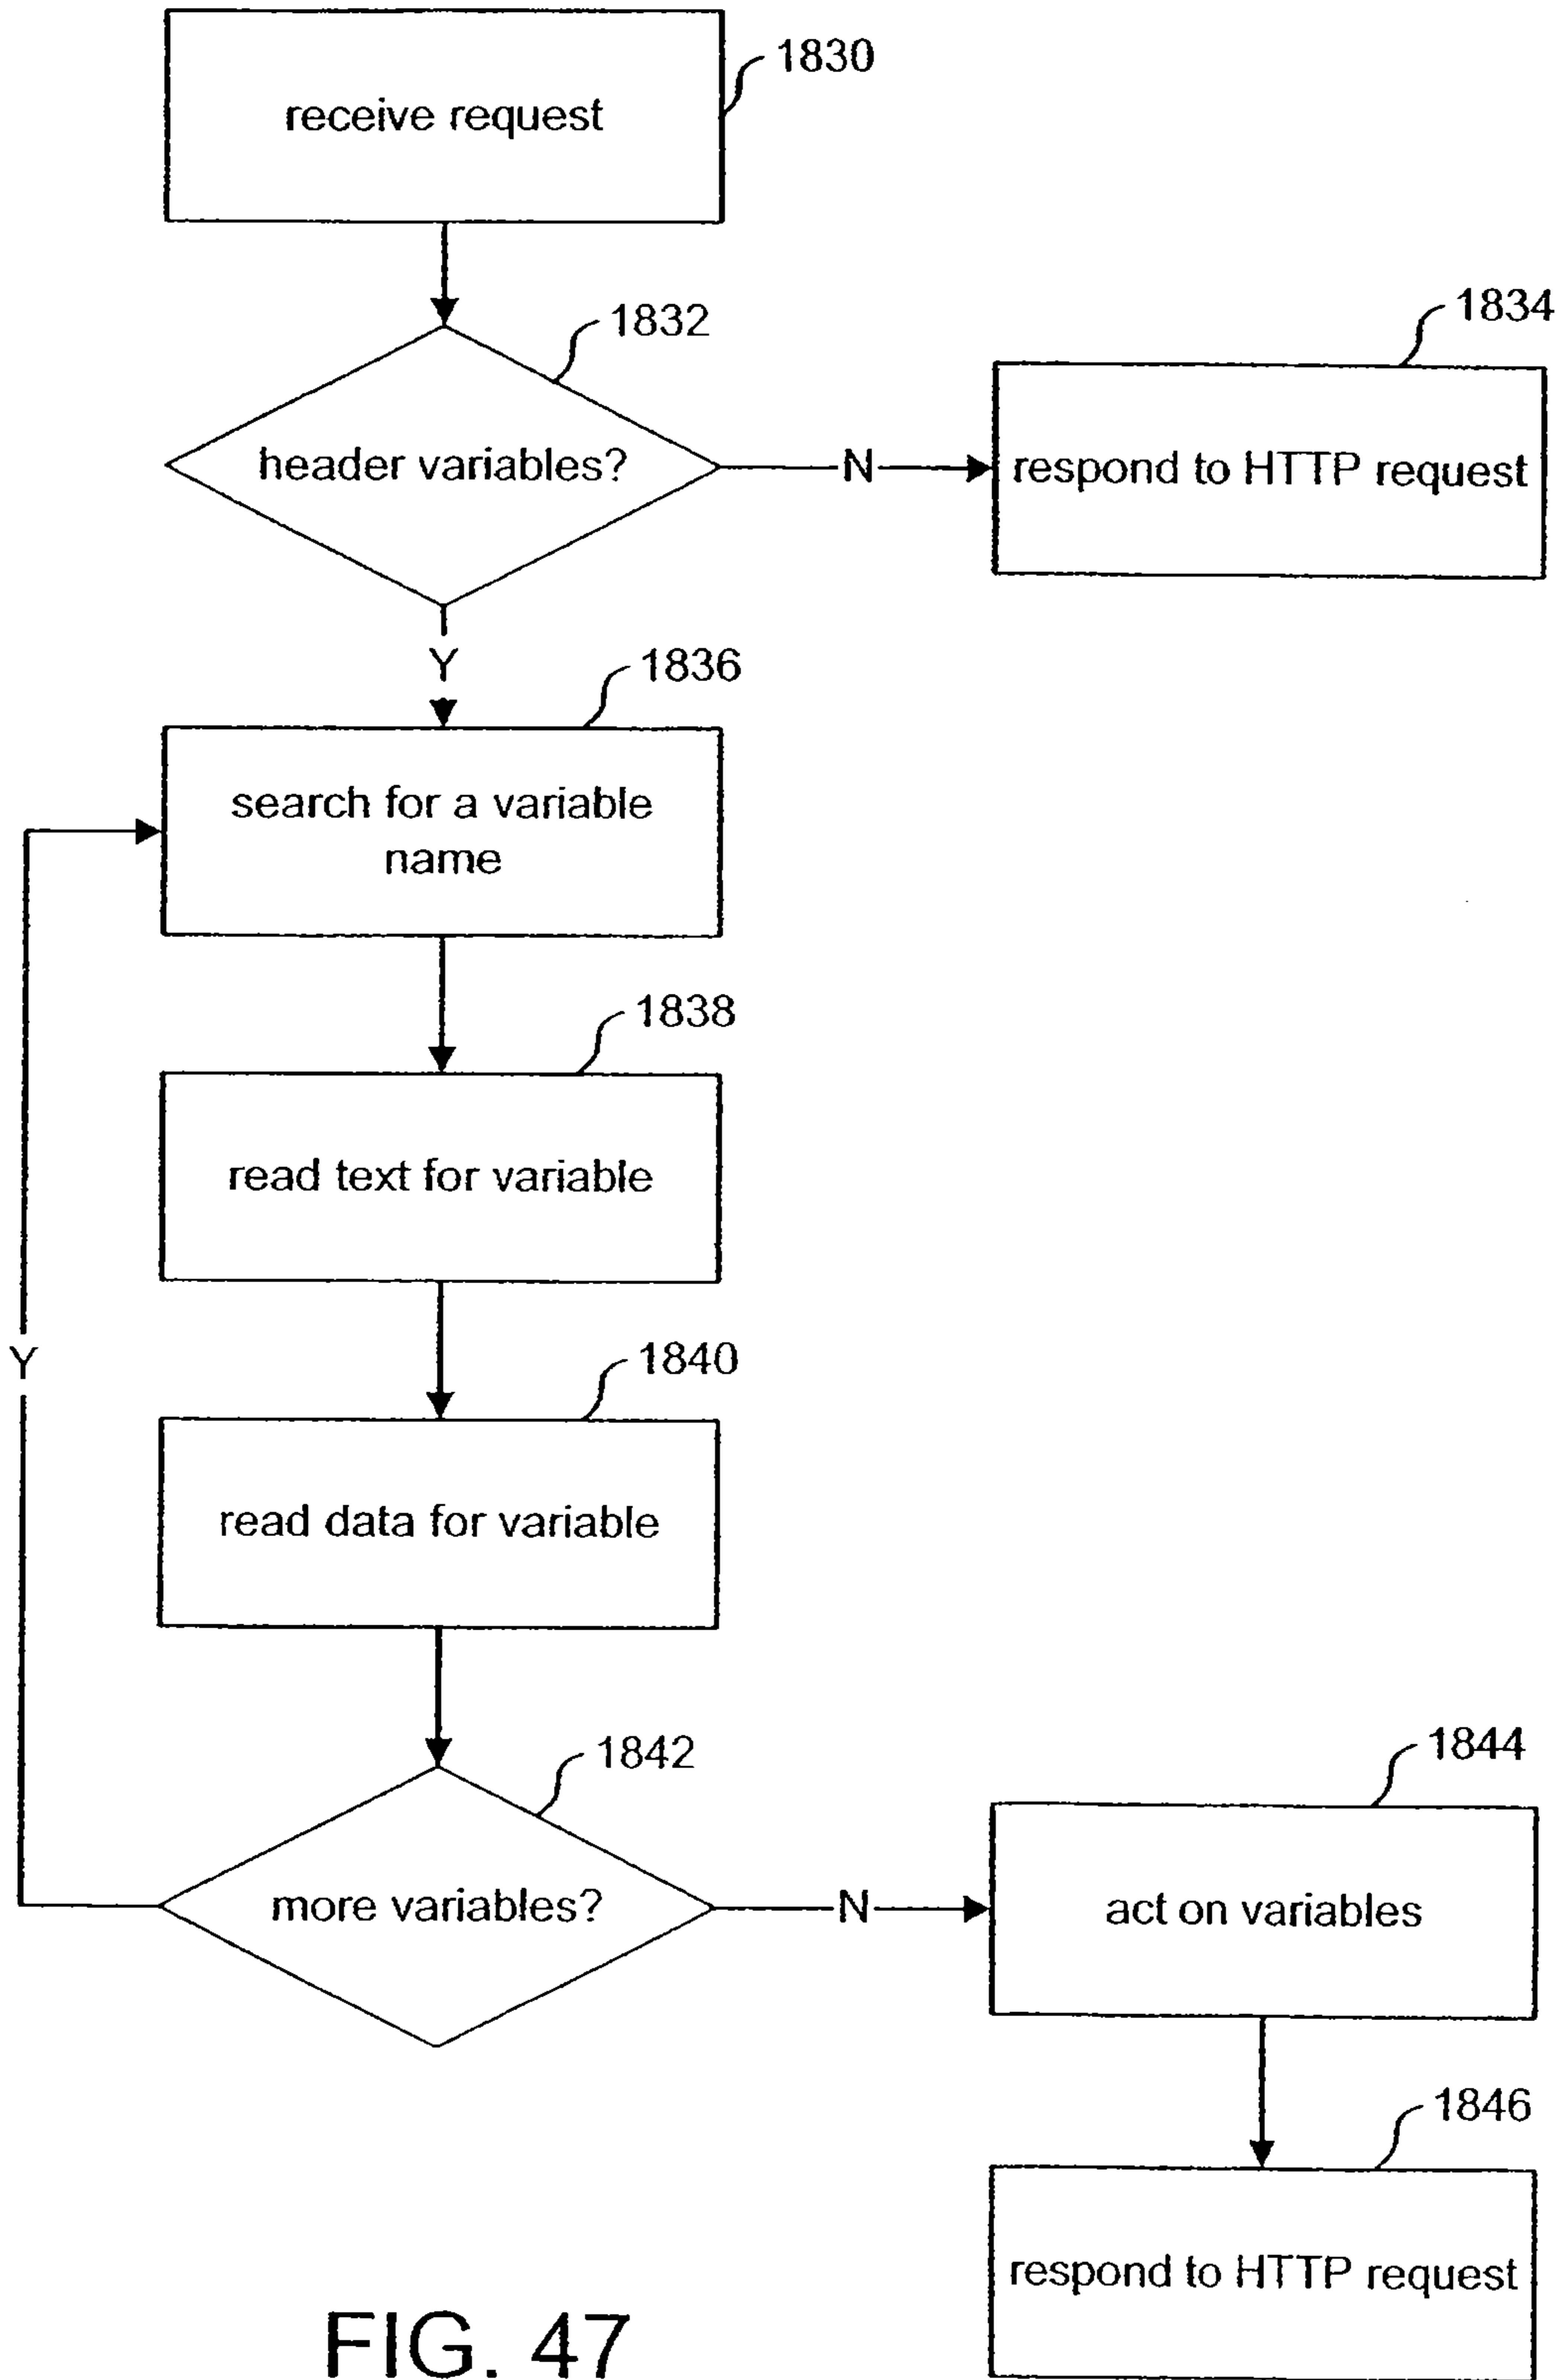 receive request
1830
1832
1834
header variables?
N
respond to HTTP request
Y
1836
search for a variable
name
1838
read text for variable
Y
1840
read data for variable
1842
1844
more variables?
N
act on variables
1846
respond to HTTP request
FIG. 47